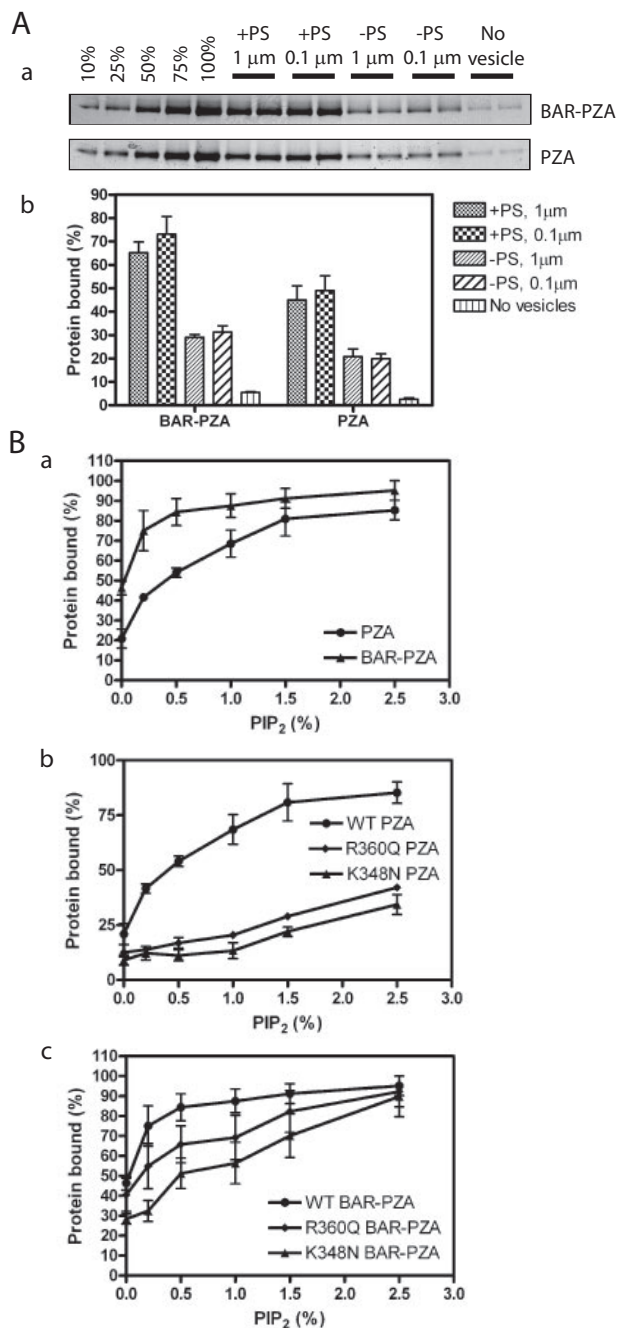 A
a
10% 25% 50% 75% 100% +PS 1 µm +PS 0.1 µm -PS 1 µm -PS 0.1 µm No vesicle
BAR-PZA
PZA
b
Protein bound (%)
90
80
70
60
50
40
30
20
10
0
BAR-PZA PZA
+PS, 1µm
+PS, 0.1µm
-PS, 1µm
-PS, 0.1µm
No vesicles
B
a
Protein bound (%)
110
100
90
80
70
60
50
40
30
20
10
0
PZA
BAR-PZA
0.0 0.5 1.0 1.5 2.0 2.5 3.0
PIP2 (%)
b
Protein bound (%)
100
75
50
25
0
WT PZA
R360Q PZA
K348N PZA
0.0 0.5 1.0 1.5 2.0 2.5 3.0
PIP2 (%)
c
Protein bound (%)
110
100
90
80
70
60
50
40
30
20
10
0
WT BAR-PZA
R360Q BAR-PZA
K348N BAR-PZA
0.0 0.5 1.0 1.5 2.0 2.5 3.0
PIP2 (%)